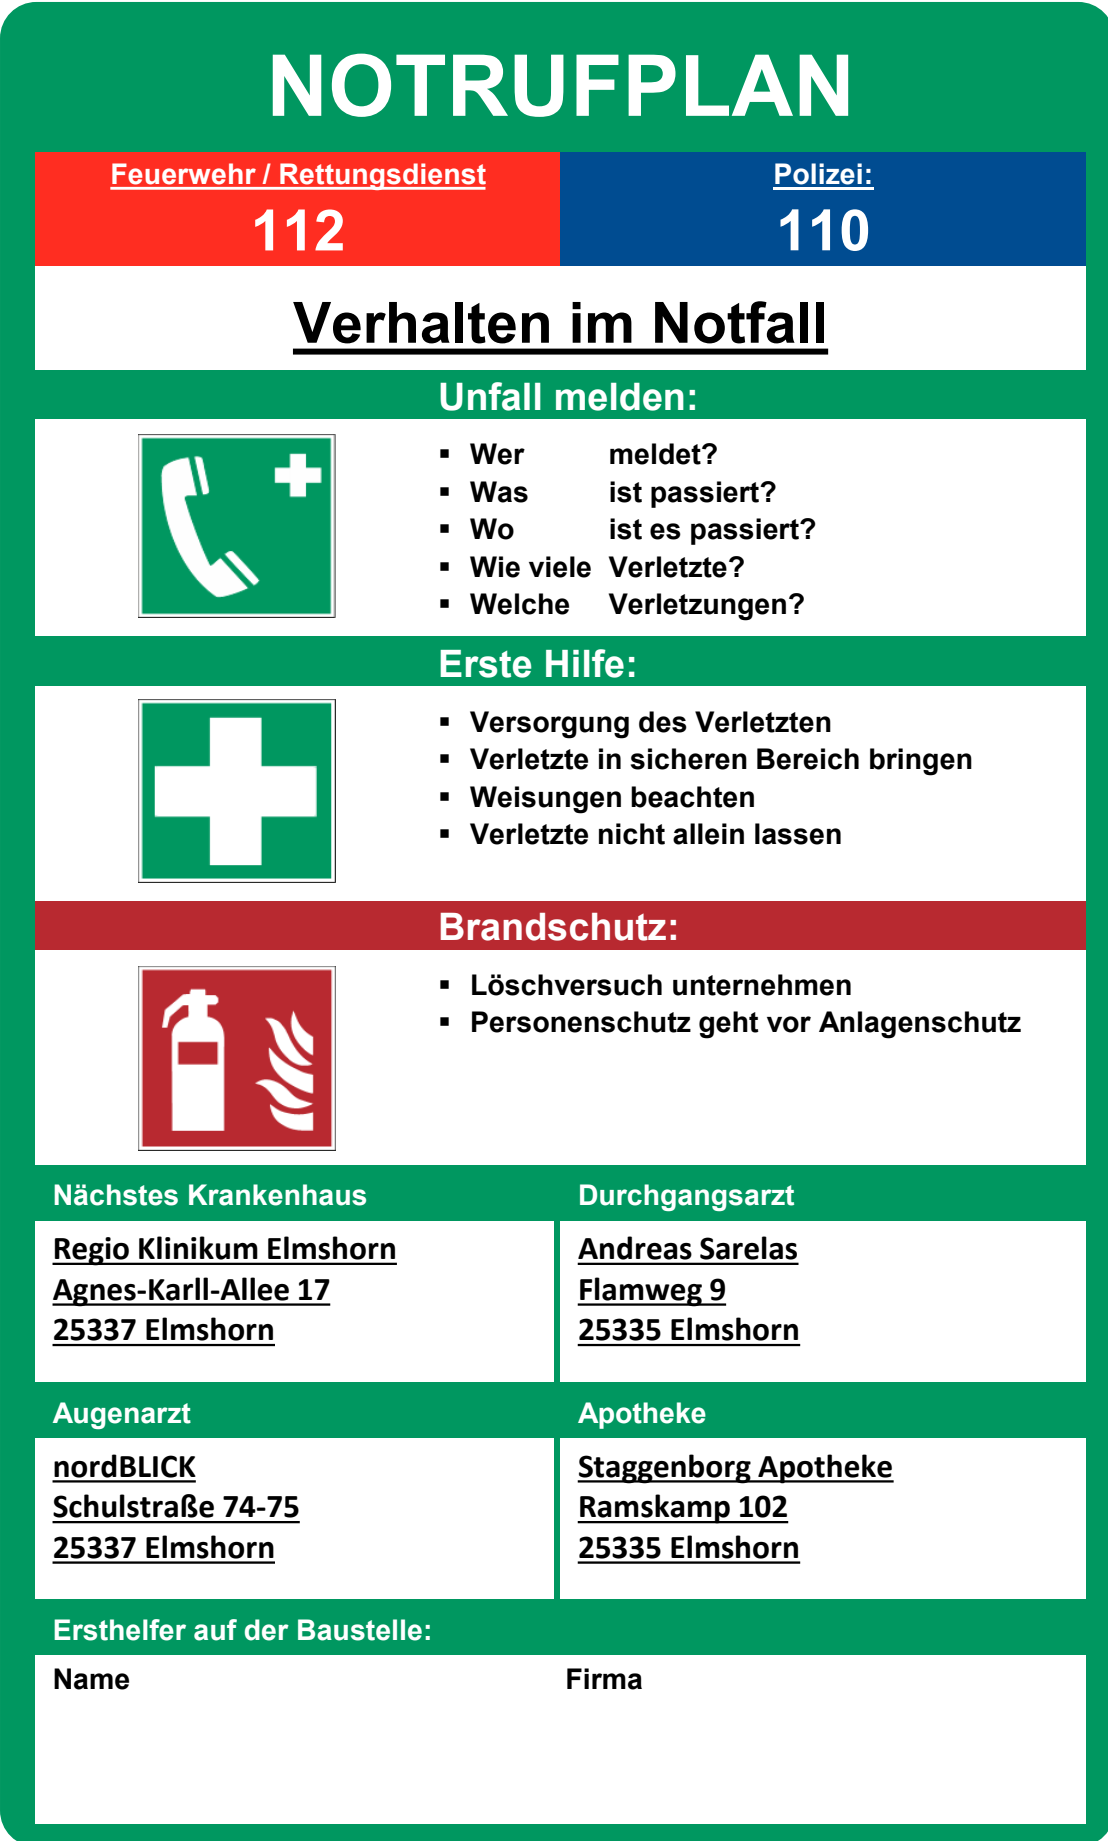 NOTRUFPLAN
Feuerwehr / Rettungsdienst
112
Polizei:
110
Verhalten im Notfall
Unfall melden:
▪ Wer meldet?
▪ Was ist passiert?
▪ Wo ist es passiert?
▪ Wie viele Verletzte?
▪ Welche Verletzungen?
Erste Hilfe:
▪ Versorgung des Verletzten
▪ Verletzte in sicheren Bereich bringen
▪ Weisungen beachten
▪ Verletzte nicht allein lassen
Brandschutz:
▪ Löschversuch unternehmen
▪ Personenschutz geht vor Anlagenschutz
Nächstes Krankenhaus
Regio Klinikum Elmshorn
Agnes-Karll-Allee 17
25337 Elmshorn
Durchgangsarzt
Andreas Sarelas
Flamweg 9
25335 Elmshorn
Augenarzt
nordBLICK
Schulstraße 74-75
25337 Elmshorn
Apotheke
Staggenborg Apotheke
Ramskamp 102
25335 Elmshorn
Ersthelfer auf der Baustelle:
Name Firma